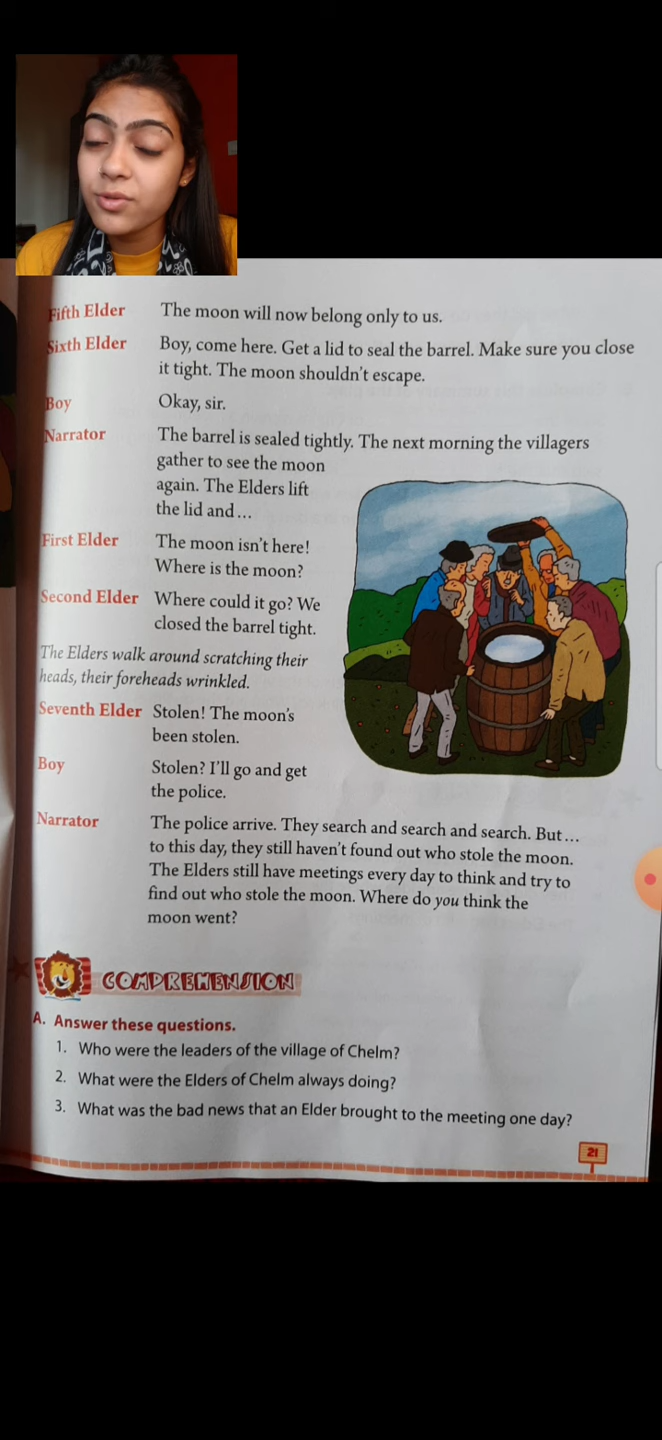 Fifth Elder The moon will now belong only to us.
Sixth Elder Boy, come here. Get a lid to seal the barrel. Make sure you close
it tight. The moon shouldn't escape.
Boy Okay, sir.
Narrator The barrel is sealed tightly. The next morning the villagers
gather to see the moon
again. The Elders lift
the lid and...
First Elder The moon isn't here!
Where is the moon?
Second Elder Where could it go? We
closed the barrel tight.
The Elders walk around scratching their
heads, their foreheads wrinkled.
Seventh Elder Stolen! The moon's
been stolen.
Boy Stolen? I'll go and get
the police.
Narrator The police arrive. They search and search and search. But...
to this day, they still haven't found out who stole the moon.
The Elders still have meetings every day to think and try to
find out who stole the moon. Where do you think the
moon went?
COMPREHENSION
A. Answer these questions.
1. Who were the leaders of the village of Chelm?
2. What were the Elders of Chelm always doing?
3. What was the bad news that an Elder brought to the meeting one day?
21